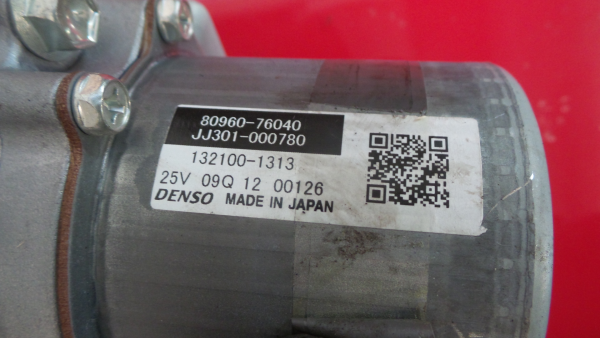 80960-76040
JJ301-000780
132100-1313
25V 09Q 12 00126
DENSO MADE IN JAPAN